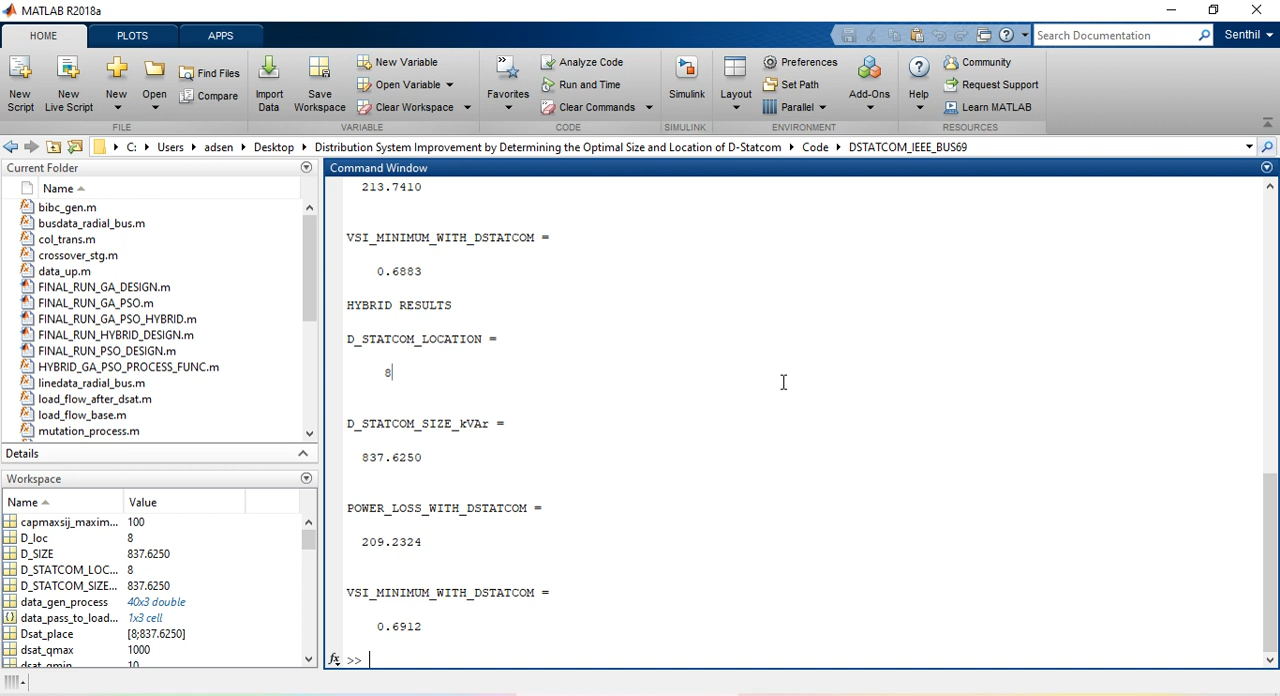 MATLAB R2018a
HOME PLOTS APPS
Search Documentation
Senthil
New Script
New Live Script
New
Open
Find Files
Compare
Import Data
Save Workspace
New Variable
Open Variable
Clear Workspace
Favorites
Analyze Code
Run and Time
Clear Commands
Simulink
Layout
Preferences
Set Path
Parallel
Add-Ons
Help
Community
Request Support
Learn MATLAB
FILE VARIABLE CODE SIMULINK ENVIRONMENT RESOURCES
C: Users adsen Desktop Distribution System Improvement by Determining the Optimal Size and Location of D-Statcom Code DSTATCOM_IEEE_BUS69
Current Folder
Name
bibc_gen.m
busdata_radial_bus.m
col_trans.m
crossover_stg.m
data_up.m
FINAL_RUN_GA_DESIGN.m
FINAL_RUN_GA_PSO.m
FINAL_RUN_GA_PSO_HYBRID.m
FINAL_RUN_HYBRID_DESIGN.m
FINAL_RUN_PSO_DESIGN.m
HYBRID_GA_PSO_PROCESS_FUNC.m
linedata_radial_bus.m
load_flow_after_dsat.m
load_flow_base.m
mutation_process.m
Details
Workspace
Name Value
capmaxsij_maxim... 100
D_loc 8
D_SIZE 837.6250
D_STATCOM_LOC... 8
D_STATCOM_SIZE... 837.6250
data_gen_process 40x3 double
data_pass_to_load... 1x3 cell
Dsat_place [8;837.6250]
dsat_qmax 1000
dsat_qmin 10
Command Window
213.7410
VSI_MINIMUM_WITH_DSTATCOM =
0.6883
HYBRID RESULTS
D_STATCOM_LOCATION =
8
D_STATCOM_SIZE_kVAr =
837.6250
POWER_LOSS_WITH_DSTATCOM =
209.2324
VSI_MINIMUM_WITH_DSTATCOM =
0.6912
fx >>